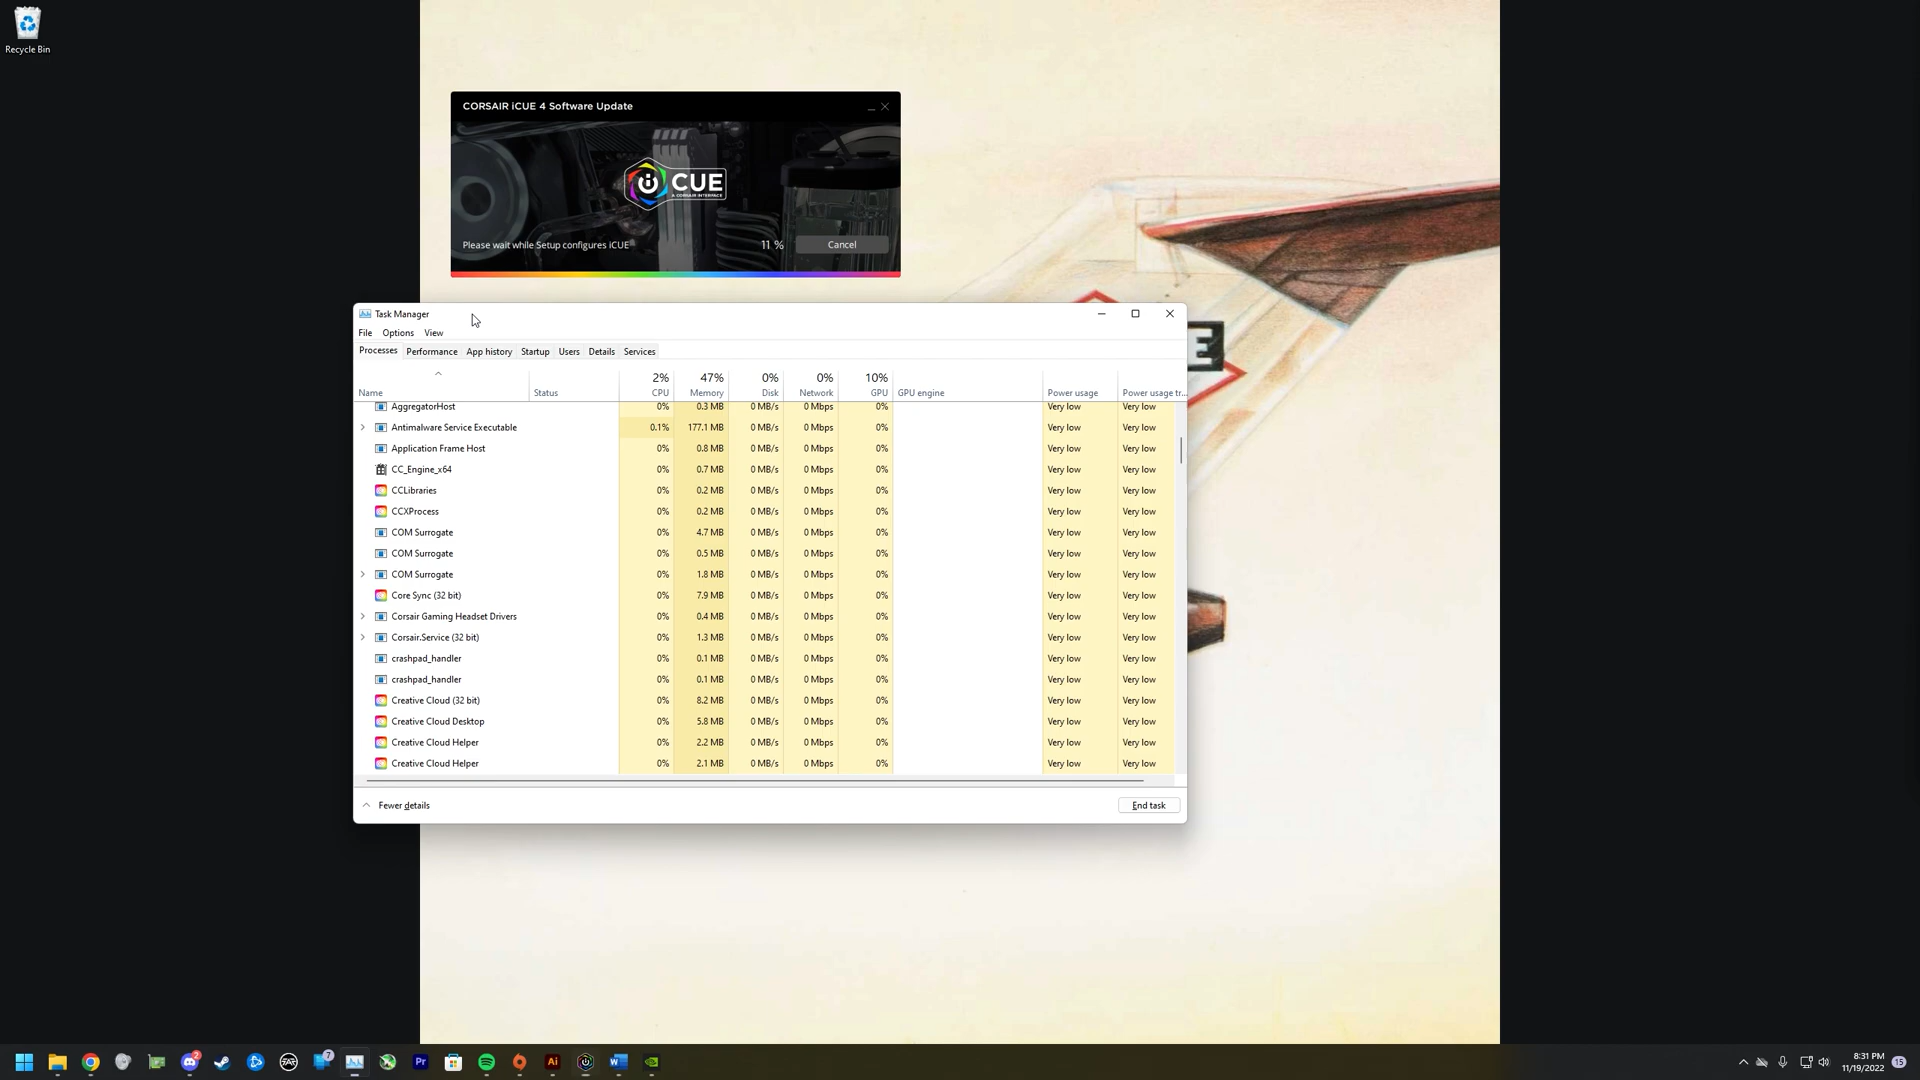 Recycle Bin
CORSAIR iCUE 4 Software Update
CUE
A CORSAIR INTERFACE
Please wait while Setup configures iCUE 11 % Cancel
E
Task Manager
File Options View
Processes Performance App history Startup Users Details Services
2% 47% 0% 0% 10%
Name Status CPU Memory Disk Network GPU GPU engine Power usage Power usage tr...
AggregatorHost 0% 0.3 MB 0 MB/s 0 Mbps 0% Very low Very low
Antimalware Service Executable 0.1% 177.1 MB 0 MB/s 0 Mbps 0% Very low Very low
Application Frame Host 0% 0.8 MB 0 MB/s 0 Mbps 0% Very low Very low
CC_Engine_x64 0% 0.7 MB 0 MB/s 0 Mbps 0% Very low Very low
CCLibraries 0% 0.2 MB 0 MB/s 0 Mbps 0% Very low Very low
CCXProcess 0% 0.2 MB 0 MB/s 0 Mbps 0% Very low Very low
COM Surrogate 0% 4.7 MB 0 MB/s 0 Mbps 0% Very low Very low
COM Surrogate 0% 0.5 MB 0 MB/s 0 Mbps 0% Very low Very low
COM Surrogate 0% 1.8 MB 0 MB/s 0 Mbps 0% Very low Very low
Core Sync (32 bit) 0% 7.9 MB 0 MB/s 0 Mbps 0% Very low Very low
Corsair Gaming Headset Drivers 0% 0.4 MB 0 MB/s 0 Mbps 0% Very low Very low
Corsair.Service (32 bit) 0% 1.3 MB 0 MB/s 0 Mbps 0% Very low Very low
crashpad_handler 0% 0.1 MB 0 MB/s 0 Mbps 0% Very low Very low
crashpad_handler 0% 0.1 MB 0 MB/s 0 Mbps 0% Very low Very low
Creative Cloud (32 bit) 0% 8.2 MB 0 MB/s 0 Mbps 0% Very low Very low
Creative Cloud Desktop 0% 5.8 MB 0 MB/s 0 Mbps 0% Very low Very low
Creative Cloud Helper 0% 2.2 MB 0 MB/s 0 Mbps 0% Very low Very low
Creative Cloud Helper 0% 2.1 MB 0 MB/s 0 Mbps 0% Very low Very low
Fewer details End task
2 EA 7 Pr Ai W 8:31 PM 15
11/19/2022